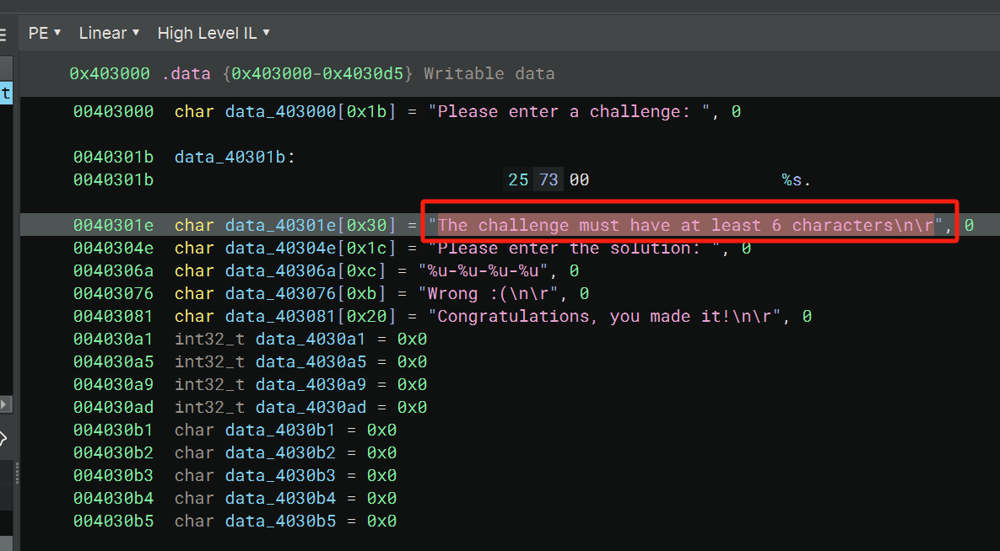 PE ▾ Linear ▾ High Level IL ▾
t
0x403000 .data {0x403000-0x4030d5} Writable data
00403000 char data_403000[0x1b] = "Please enter a challenge: ", 0
0040301b data_40301b:
0040301b 25 73 00 %s.
0040301e char data_40301e[0x30] = "The challenge must have at least 6 characters\n\r", 0
0040304e char data_40304e[0x1c] = "Please enter the solution: ", 0
0040306a char data_40306a[0xc] = "%u-%u-%u-%u", 0
00403076 char data_403076[0xb] = "Wrong :(\n\r", 0
00403081 char data_403081[0x20] = "Congratulations, you made it!\n\r", 0
004030a1 int32_t data_4030a1 = 0x0
004030a5 int32_t data_4030a5 = 0x0
004030a9 int32_t data_4030a9 = 0x0
004030ad int32_t data_4030ad = 0x0
004030b1 char data_4030b1 = 0x0
004030b2 char data_4030b2 = 0x0
004030b3 char data_4030b3 = 0x0
004030b4 char data_4030b4 = 0x0
004030b5 char data_4030b5 = 0x0